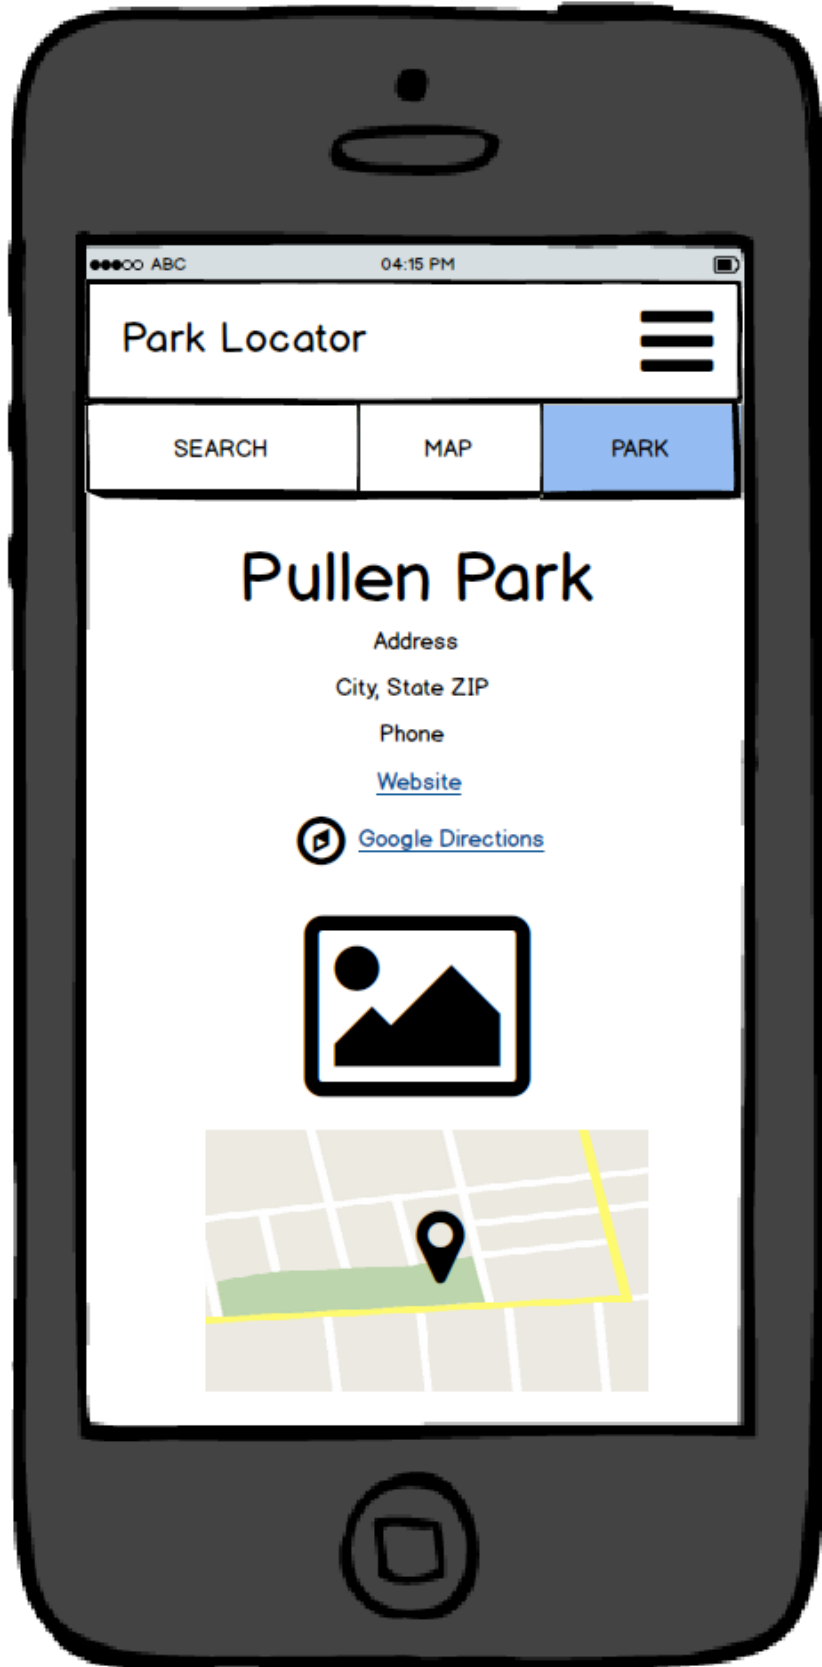 ABC 04:15 PM
Park Locator
SEARCH MAP PARK
Pullen Park
Address
City, State ZIP
Phone
Website
Google Directions